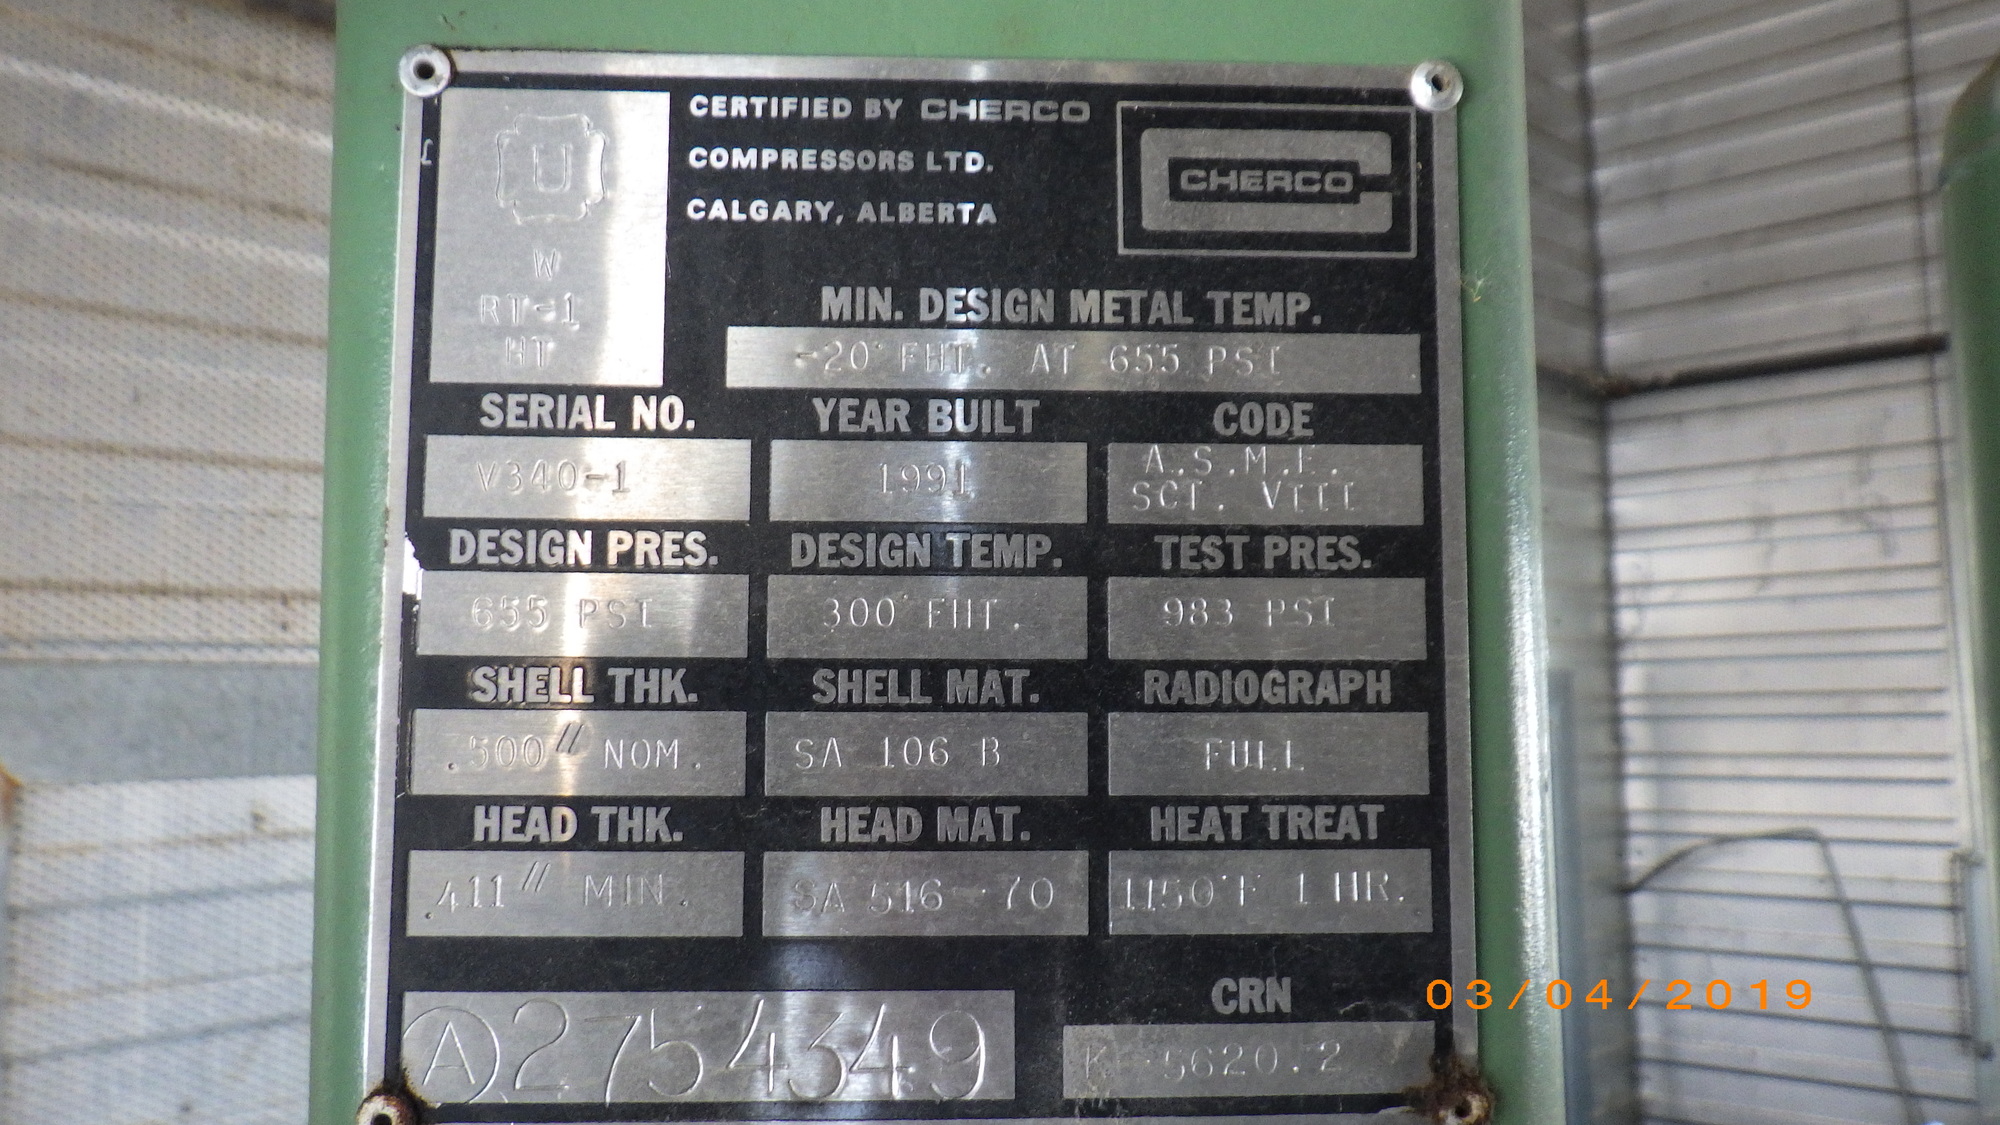 U
W
RT-1
HT
CERTIFIED BY CHERCO
COMPRESSORS LTD.
CALGARY, ALBERTA
CHERCO
MIN. DESIGN METAL TEMP.
-20° FHT. AT 655 PSI
SERIAL NO. YEAR BUILT CODE
V340-1 1991 A.S.M.E.
SCT. VIII
DESIGN PRES. DESIGN TEMP. TEST PRES.
655 PSI 300° FHT. 983 PSI
SHELL THK. SHELL MAT. RADIOGRAPH
.500" NOM. SA 106 B FULL
HEAD THK. HEAD MAT. HEAT TREAT
.411" MIN. SA 516-70 1150°F 1 HR.
CRN
A 2754349 K-5620.2
03/04/2019